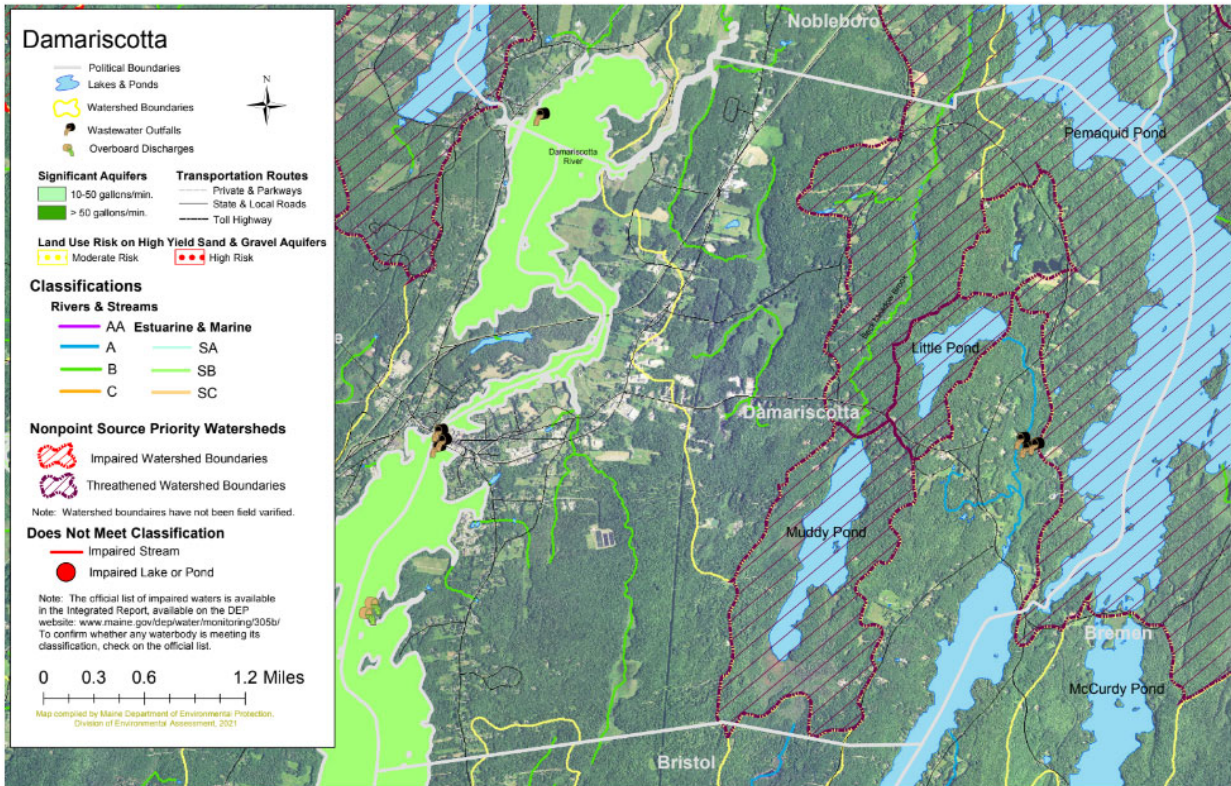 Damariscotta
Political Boundaries
Lakes & Ponds
Watershed Boundaries
Wastewater Outfalls
Overboard Discharges
N
Significant Aquifers
10-50 gallons/min.
> 50 gallons/min.
Transportation Routes
Private & Parkways
State & Local Roads
Toll Highway
Land Use Risk on High Yield Sand & Gravel Aquifers
Moderate Risk
High Risk
Classifications
Rivers & Streams
AA
A
B
C
Estuarine & Marine
SA
SB
SC
Nonpoint Source Priority Watersheds
Impaired Watershed Boundaries
Threathened Watershed Boundaries
Note: Watershed boundaires have not been field varified.
Does Not Meet Classification
Impaired Stream
Impaired Lake or Pond
Note: The official list of impaired waters is available
in the Integrated Report, available on the DEP
website: www.maine.gov/dep/water/monitoring/305b/
To confirm whether any waterbody is meeting its
classification, check on the official list.
0 0.3 0.6 1.2 Miles
Map compiled by Maine Department of Environmental Protection,
Division of Environmental Assessment, 2021
Nobleboro
Pemaquid Pond
Damariscotta
River
e
Little Pond
Damariscotta
Muddy Pond
Bremen
McCurdy Pond
Bristol